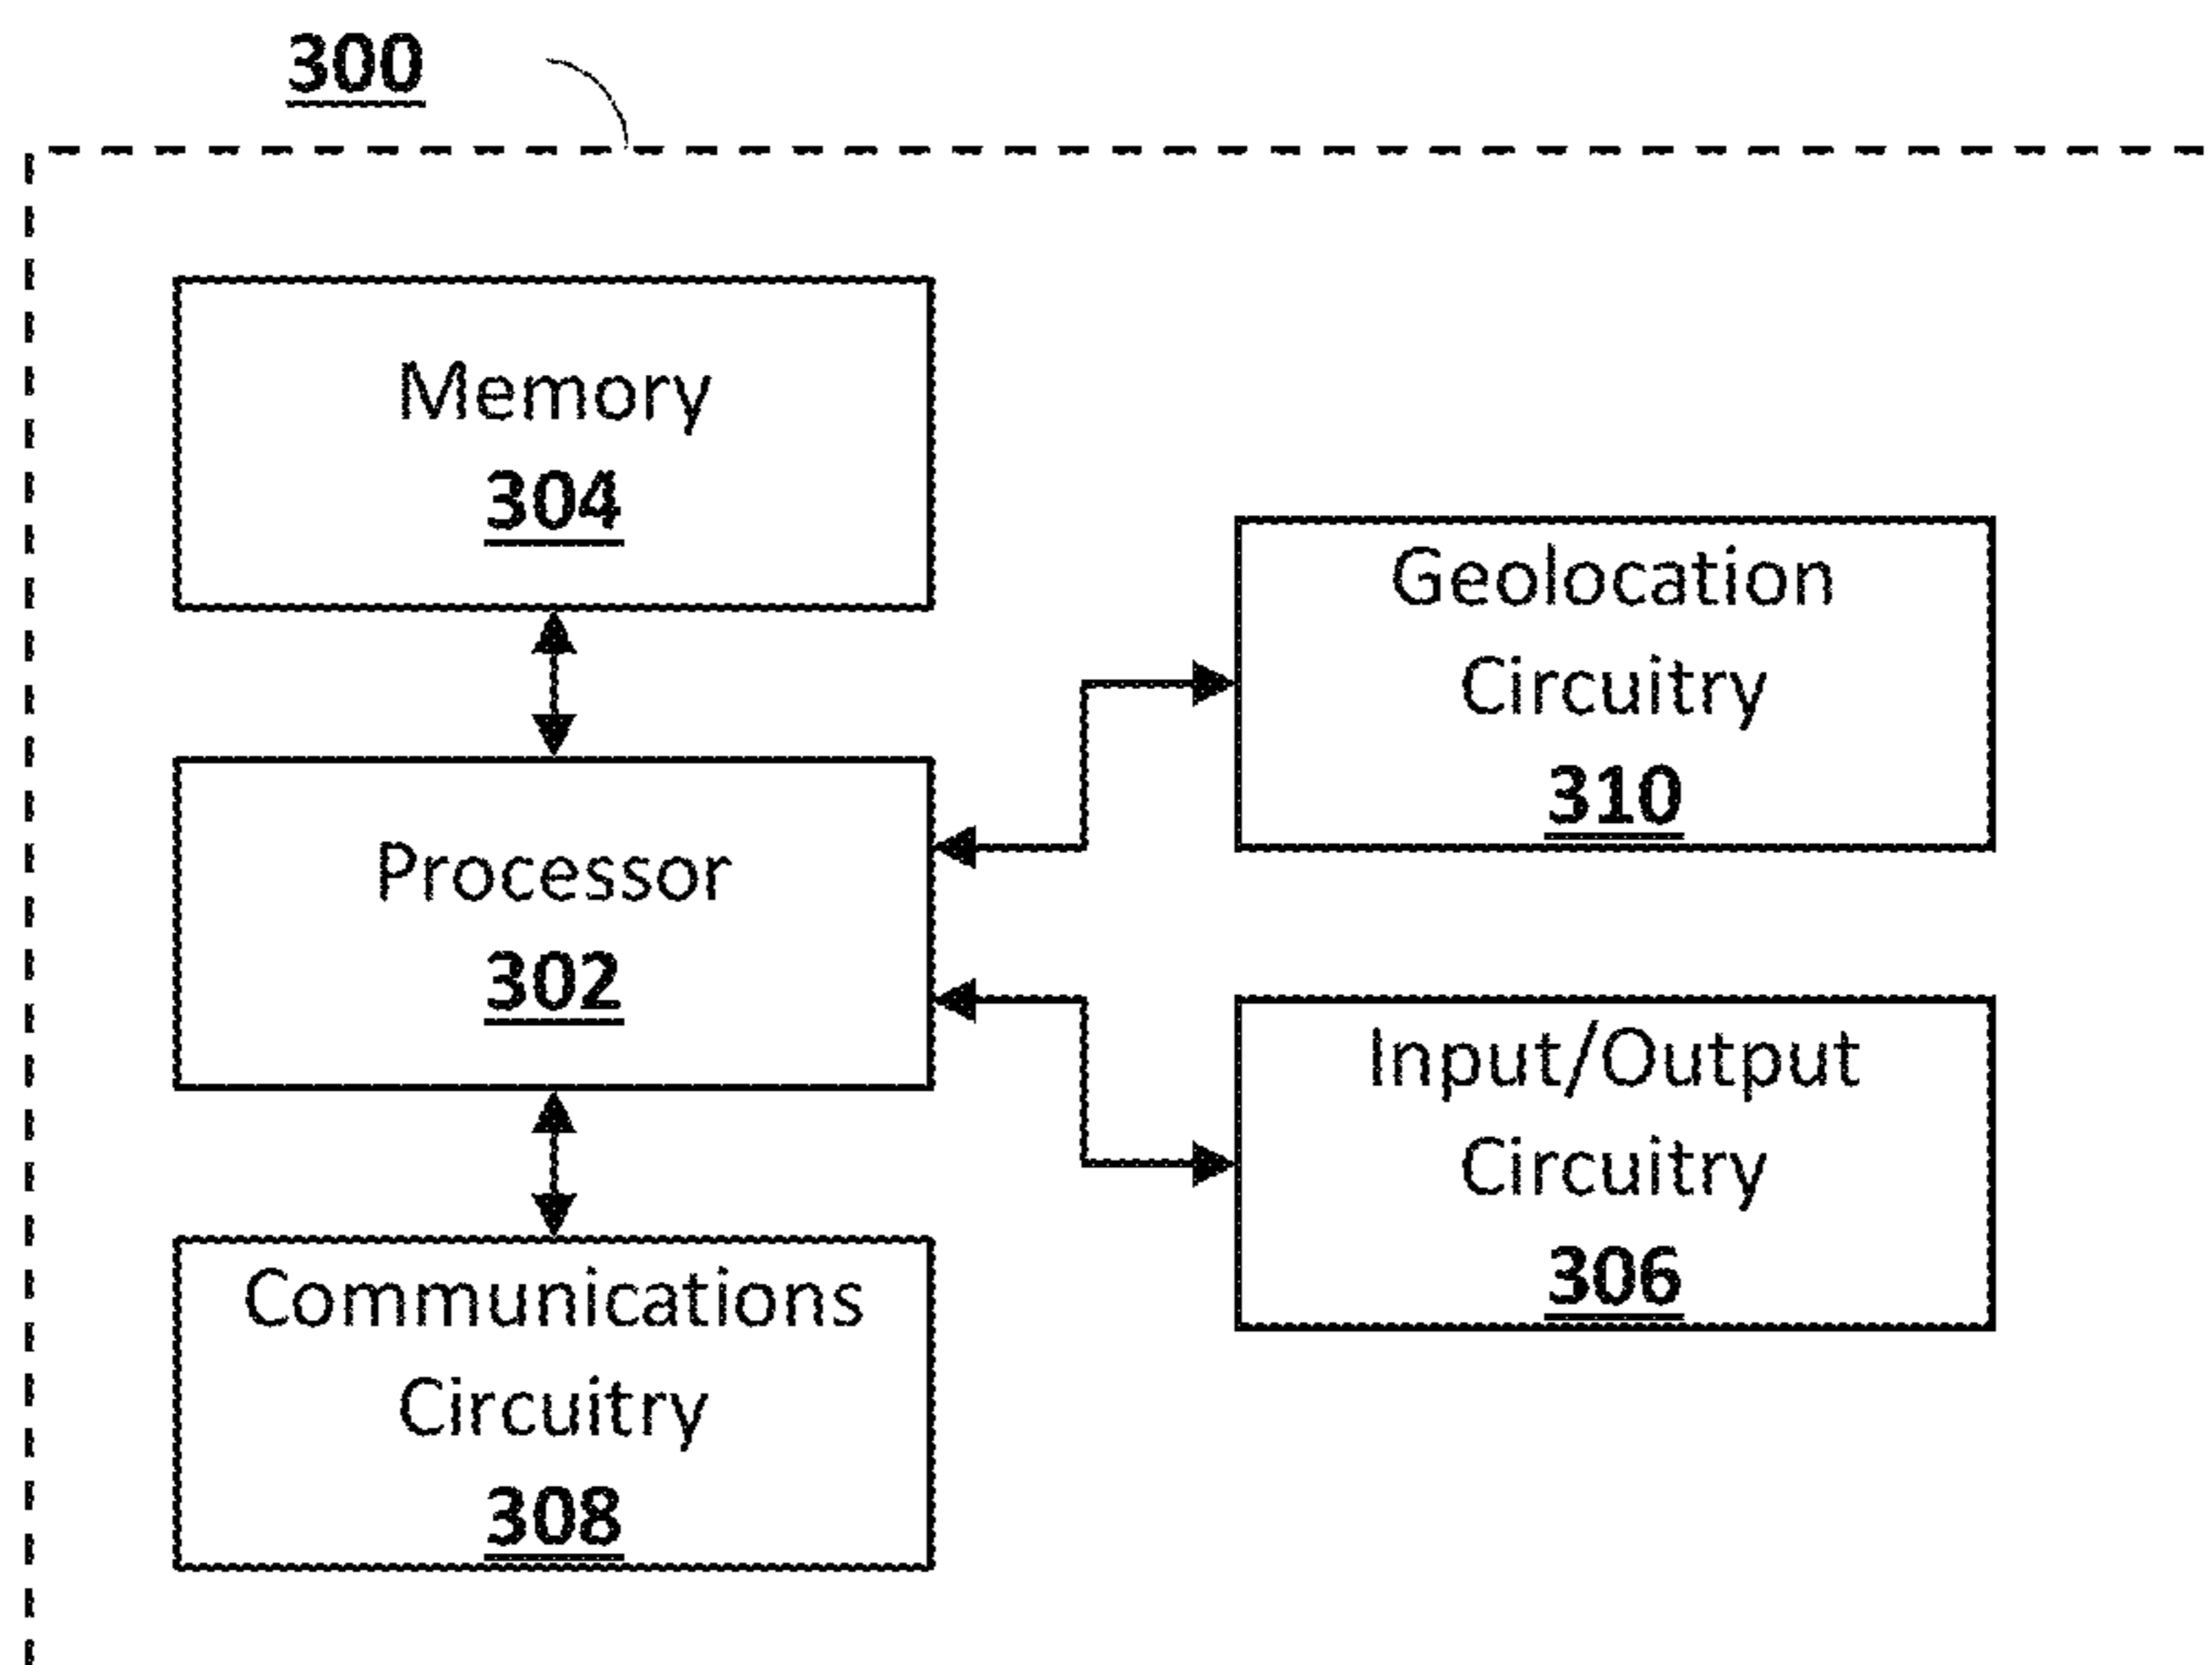 300
Memory
304
Geolocation
Circuitry
310
Processor
302
Input/Output
Circuitry
306
Communications
Circuitry
308